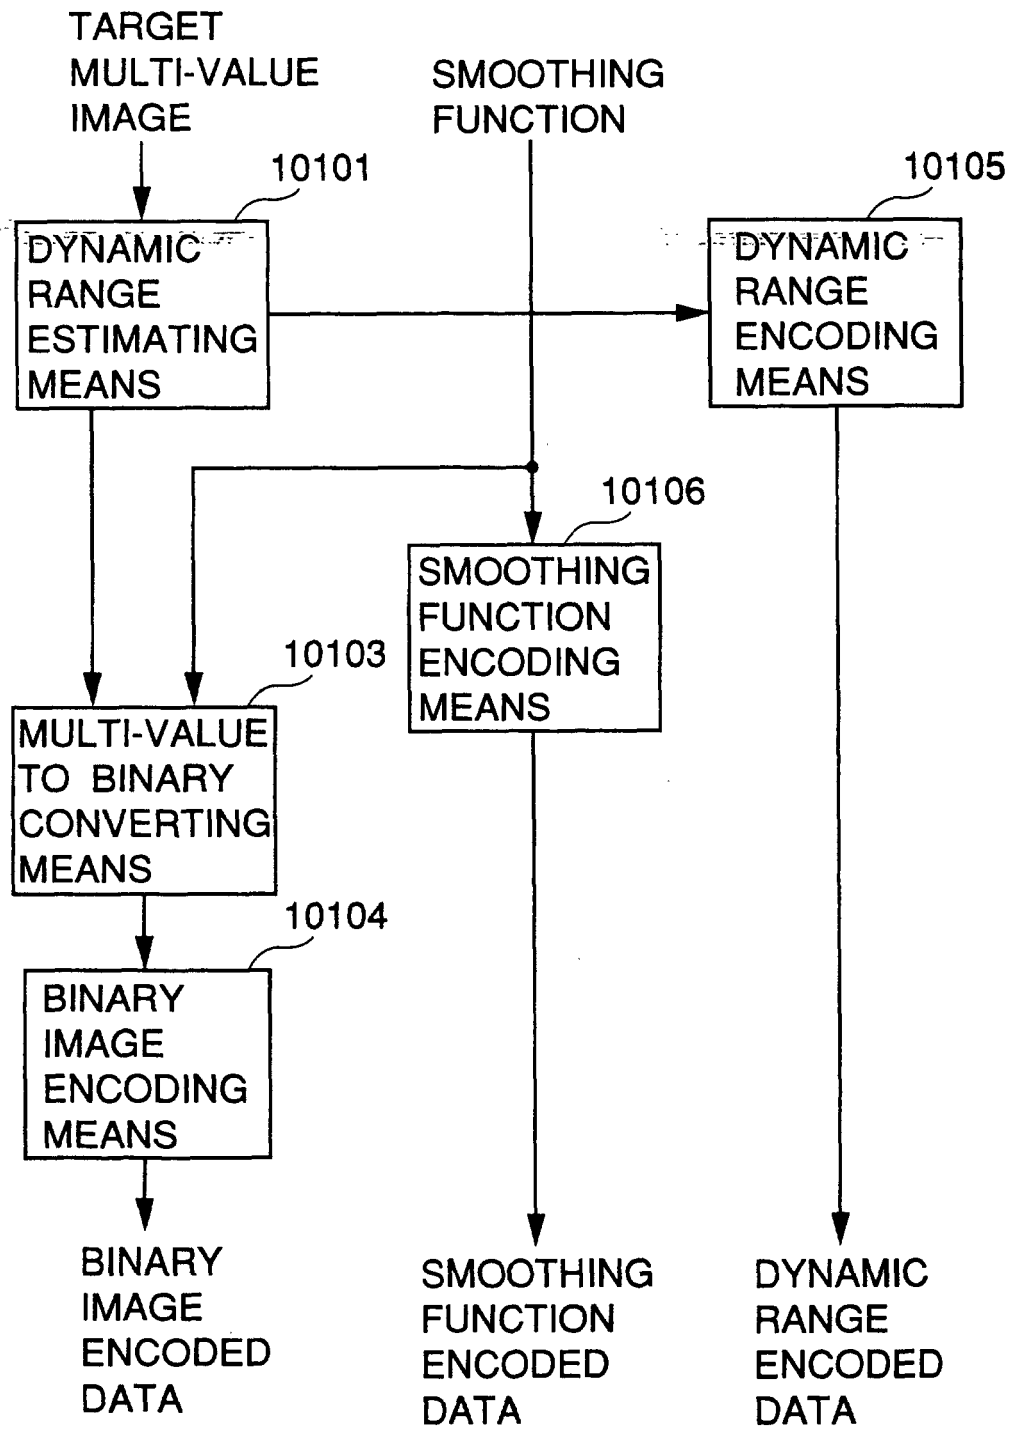 TARGET
MULTI-VALUE
IMAGE
SMOOTHING
FUNCTION
10101
10105
DYNAMIC
RANGE
ESTIMATING
MEANS
DYNAMIC
RANGE
ENCODING
MEANS
10106
SMOOTHING
FUNCTION
ENCODING
MEANS
10103
MULTI-VALUE
TO BINARY
CONVERTING
MEANS
10104
BINARY
IMAGE
ENCODING
MEANS
BINARY
IMAGE
ENCODED
DATA
SMOOTHING
FUNCTION
ENCODED
DATA
DYNAMIC
RANGE
ENCODED
DATA